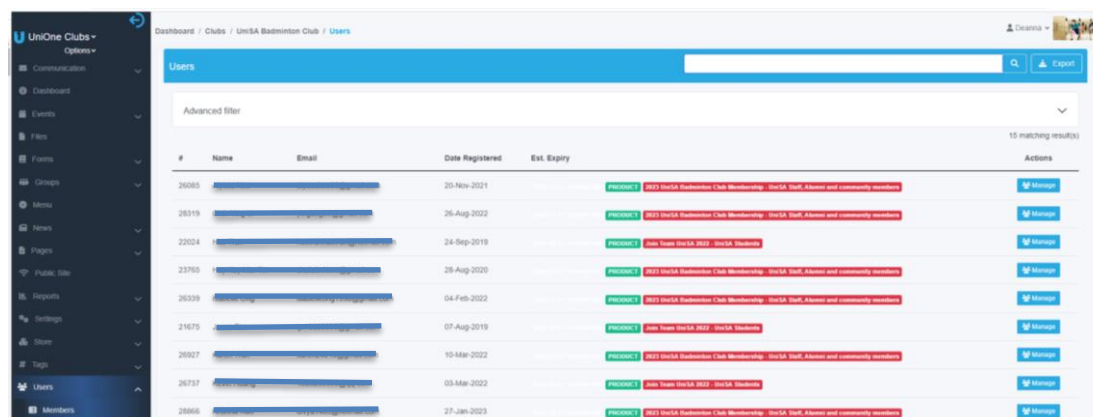 UniOne Clubs
Options
Communication
Dashboard
Events
Files
Forms
Groups
Menu
News
Pages
Public Site
Reports
Settings
Store
Tags
Users
Members
Dashboard / Clubs / UniSA Badminton Club / Users
Deanna
Users
Export
Advanced filter
15 matching result(s)
# Name Email Date Registered Est. Expiry Actions
26085 20-Nov-2021 PRODUCT 2023 UniSA Badminton Club Membership - UniSA Staff, Alumni and community members Manage
28319 26-Aug-2022 PRODUCT 2023 UniSA Badminton Club Membership - UniSA Staff, Alumni and community members Manage
22024 24-Sep-2019 PRODUCT Join Team UniSA 2022 - UniSA Students Manage
23765 28-Aug-2020 PRODUCT 2023 UniSA Badminton Club Membership - UniSA Staff, Alumni and community members Manage
26339 04-Feb-2022 PRODUCT 2023 UniSA Badminton Club Membership - UniSA Staff, Alumni and community members Manage
21675 07-Aug-2019 PRODUCT Join Team UniSA 2022 - UniSA Students Manage
26927 10-Mar-2022 PRODUCT 2023 UniSA Badminton Club Membership - UniSA Staff, Alumni and community members Manage
26737 03-Mar-2022 PRODUCT Join Team UniSA 2022 - UniSA Students Manage
28866 27-Jan-2023 PRODUCT 2023 UniSA Badminton Club Membership - UniSA Staff, Alumni and community members Manage